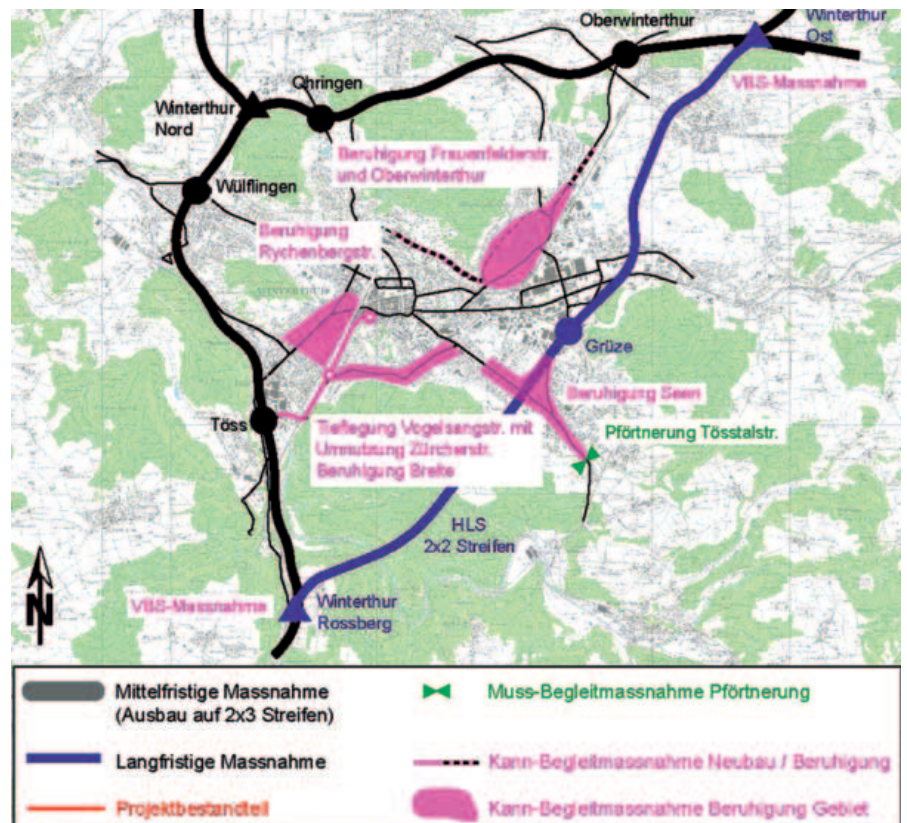 Oberwinterthur
Winterthur
Ost
VBS-Massnahme
Ohringen
Winterthur
Nord
Beruhigung Frauenfelderstr.
und Oberwinterthur
Wülflingen
Beruhigung
Rychenbergstr.
WINTERTHUR
Grüze
Beruhigung Seen
Töss
Tieflegung Vogelsangstr. mit
Umnutzung Zürcherstr.
Beruhigung Breite
Pförtnerung Tösstalstr.
HLS
2x2 Streifen
VBS-Massnahme
Winterthur
Rossberg
N
Mittelfristige Massnahme
(Ausbau auf 2x3 Streifen)
Muss-Begleitmassnahme Pförtnerung
Langfristige Massnahme
Kann-Begleitmassnahme Neubau / Beruhigung
Projektbestandteil
Kann-Begleitmassnahme Beruhigung Gebiet